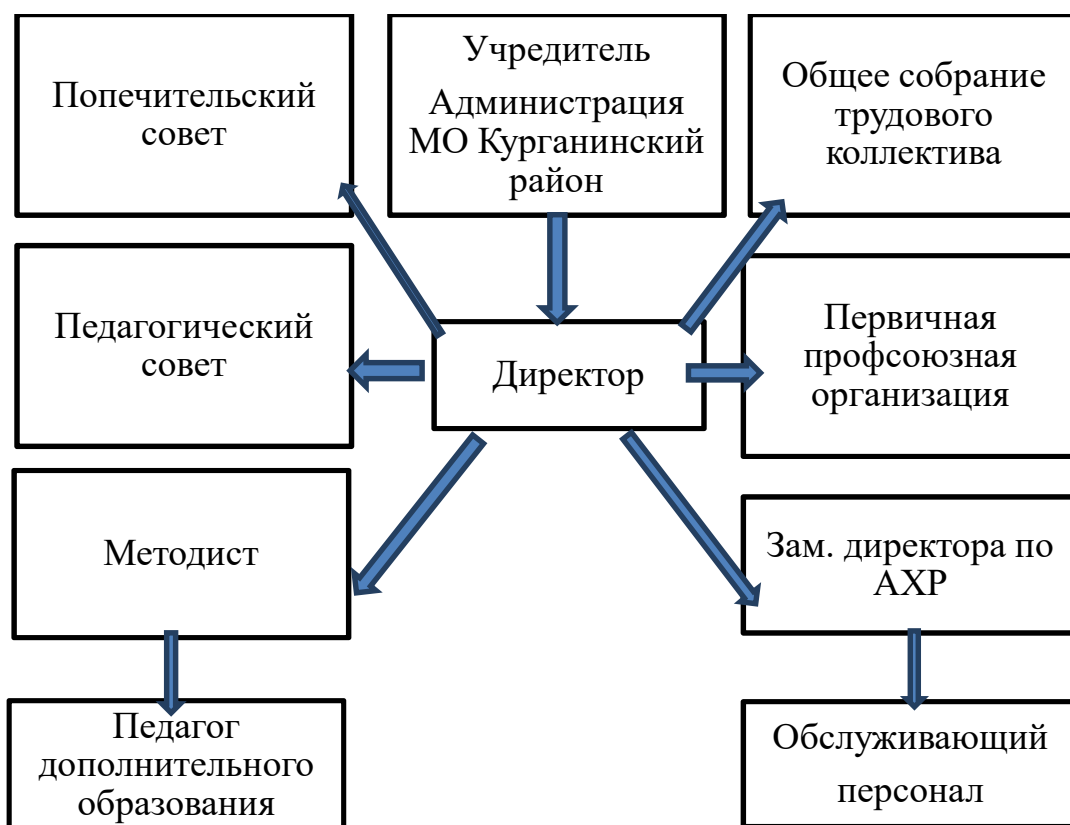 Попечительский
совет
Учредитель
Администрация
МО Курганинский
район
Общее собрание
трудового
коллектива
Педагогический
совет
Директор
Первичная
профсоюзная
организация
Методист
Зам. директора по
АХР
Педагог
дополнительного
образования
Обслуживающий
персонал